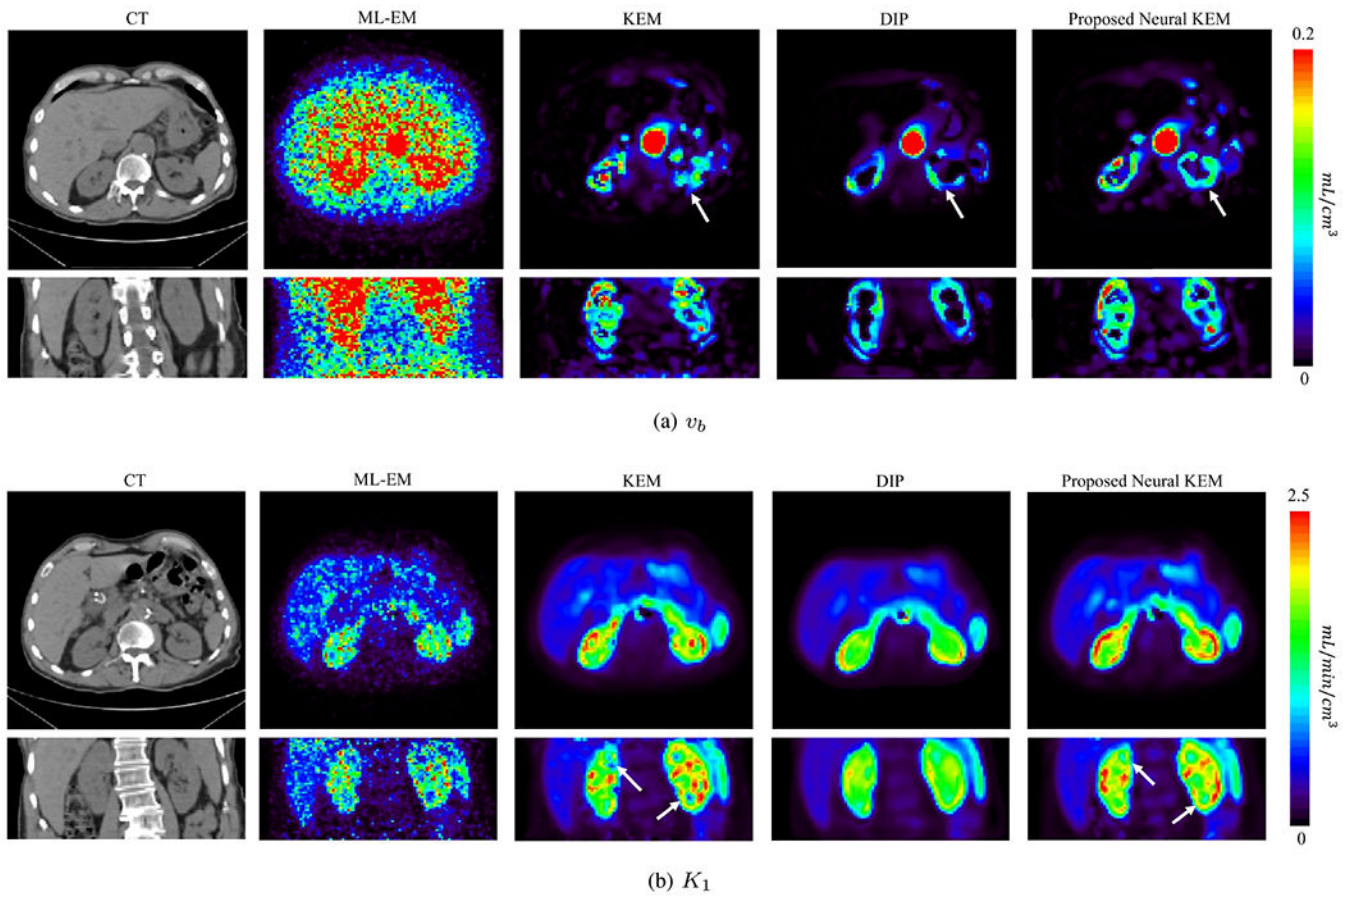 CT ML-EM KEM DIP Proposed Neural KEM
0.2
mL/cm³
0
(a) v_b
CT ML-EM KEM DIP Proposed Neural KEM
2.5
mL/min/cm³
0
(b) K₁